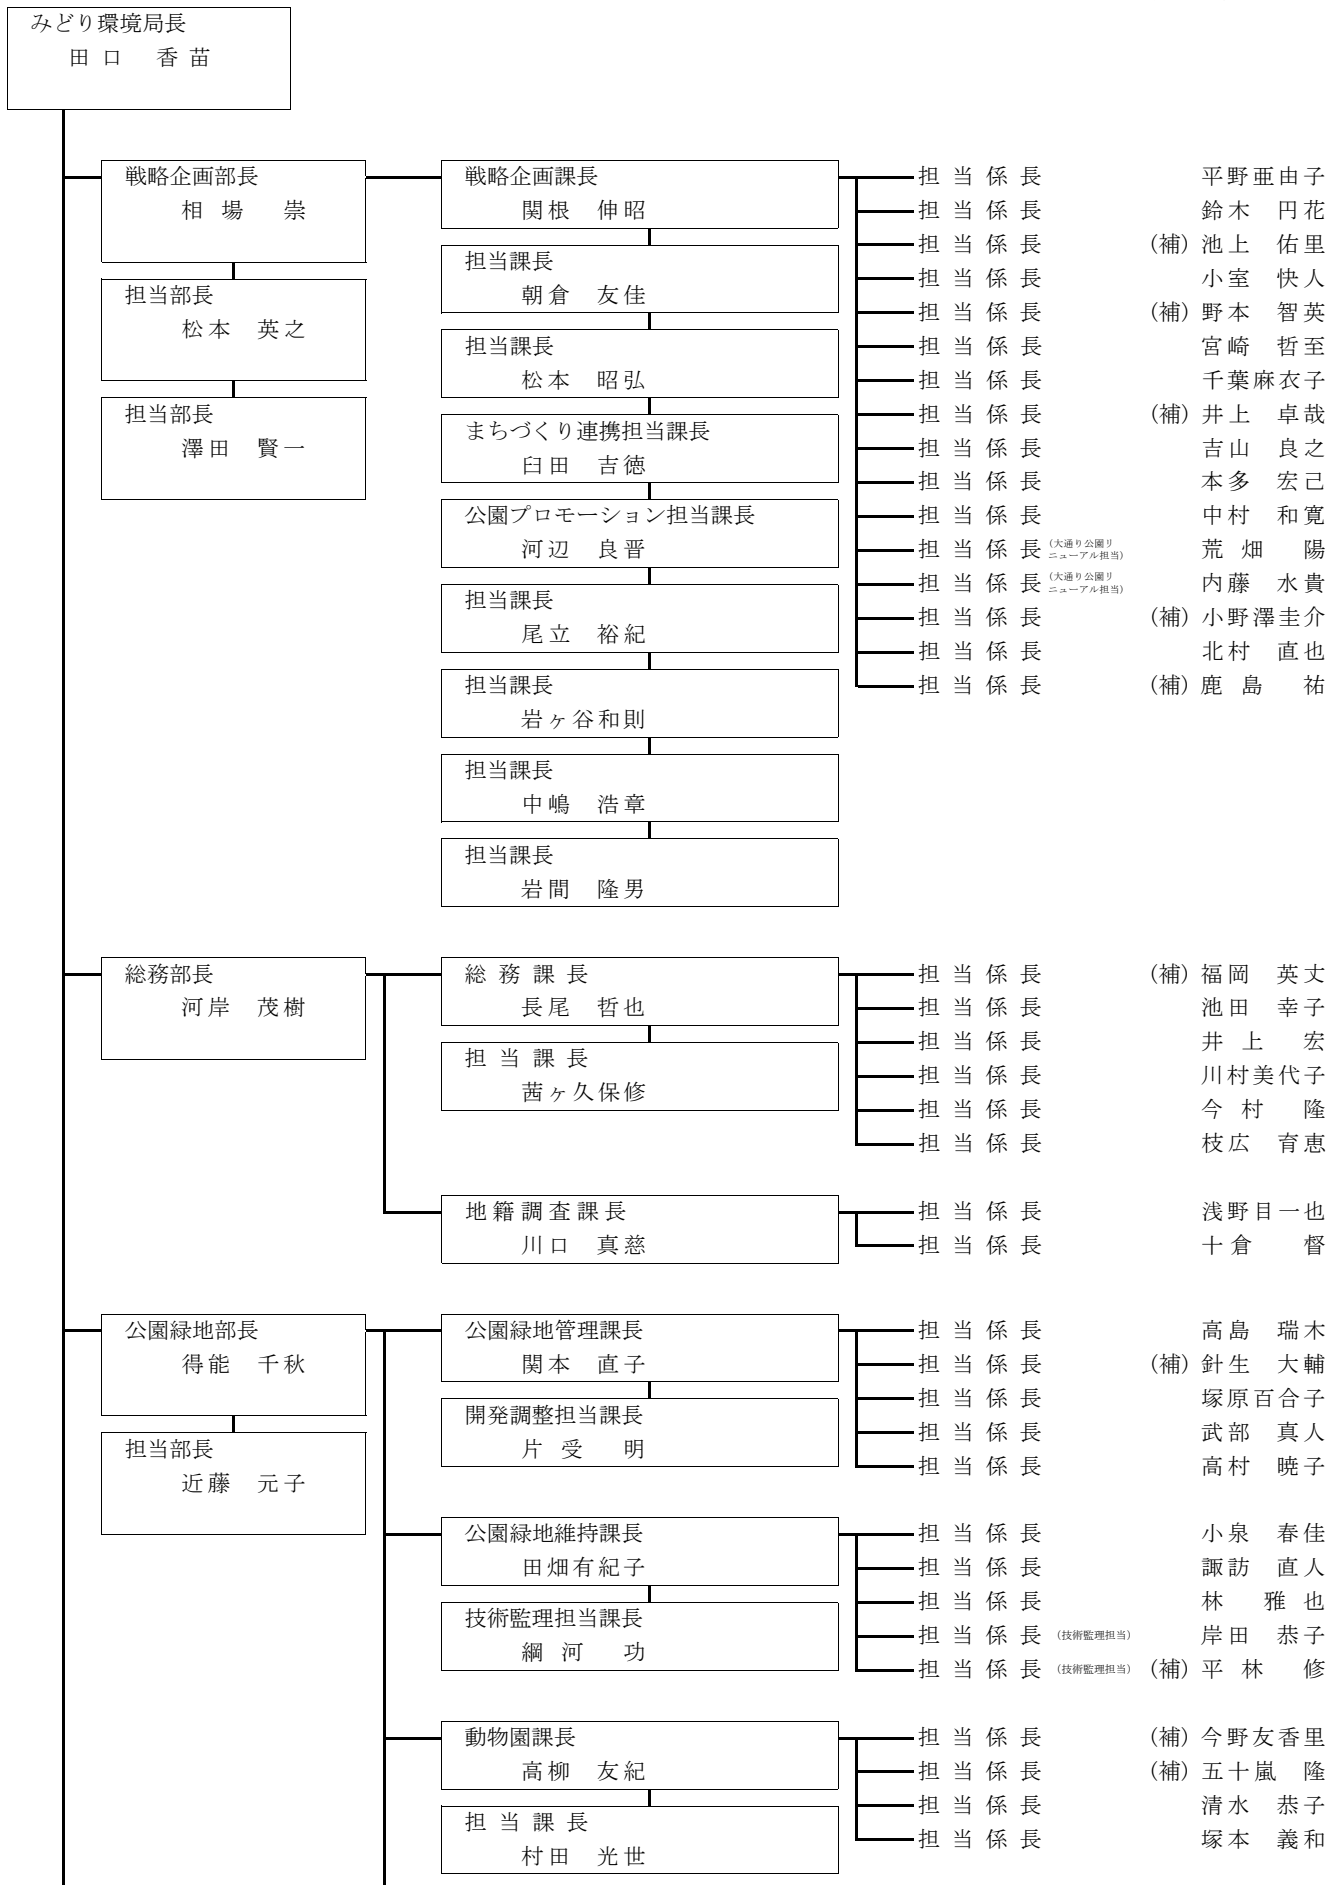 みどり環境局長
田口 香苗
戦略企画部長
相場 崇
担当部長
松本 英之
担当部長
澤田 賢一
戦略企画課長
関根 伸昭
担当課長
朝倉 友佳
担当課長
松本 昭弘
まちづくり連携担当課長
臼田 吉徳
公園プロモーション担当課長
河辺 良晋
担当課長
尾立 裕紀
担当課長
岩ヶ谷和則
担当課長
中嶋 浩章
担当課長
岩間 隆男
担当係長 平野亜由子
担当係長 鈴木 円花
担当係長 (補) 池上 佑里
担当係長 小室 快人
担当係長 (補) 野本 智英
担当係長 宮崎 哲至
担当係長 千葉麻衣子
担当係長 (補) 井上 卓哉
担当係長 吉山 良之
担当係長 本多 宏己
担当係長 中村 和寛
担当係長 (大通り公園リニューアル担当) 荒畑 陽
担当係長 (大通り公園リニューアル担当) 内藤 水貴
担当係長 (補) 小野澤圭介
担当係長 北村 直也
担当係長 (補) 鹿島 祐
総務部長
河岸 茂樹
総務課長
長尾 哲也
担当課長
茜ヶ久保修
担当係長 (補) 福岡 英丈
担当係長 池田 幸子
担当係長 井上 宏
担当係長 川村美代子
担当係長 今村 隆
担当係長 枝広 育恵
地籍調査課長
川口 真慈
担当係長 浅野目一也
担当係長 十倉 督
公園緑地部長
得能 千秋
担当部長
近藤 元子
公園緑地管理課長
関本 直子
開発調整担当課長
片受 明
担当係長 高島 瑞木
担当係長 (補) 針生 大輔
担当係長 塚原百合子
担当係長 武部 真人
担当係長 高村 暁子
公園緑地維持課長
田畑有紀子
技術監理担当課長
綱河 功
担当係長 小泉 春佳
担当係長 諏訪 直人
担当係長 林 雅也
担当係長 (技術監理担当) 岸田 恭子
担当係長 (技術監理担当) (補) 平林 修
動物園課長
高柳 友紀
担当課長
村田 光世
担当係長 (補) 今野友香里
担当係長 (補) 五十嵐 隆
担当係長 清水 恭子
担当係長 塚本 義和